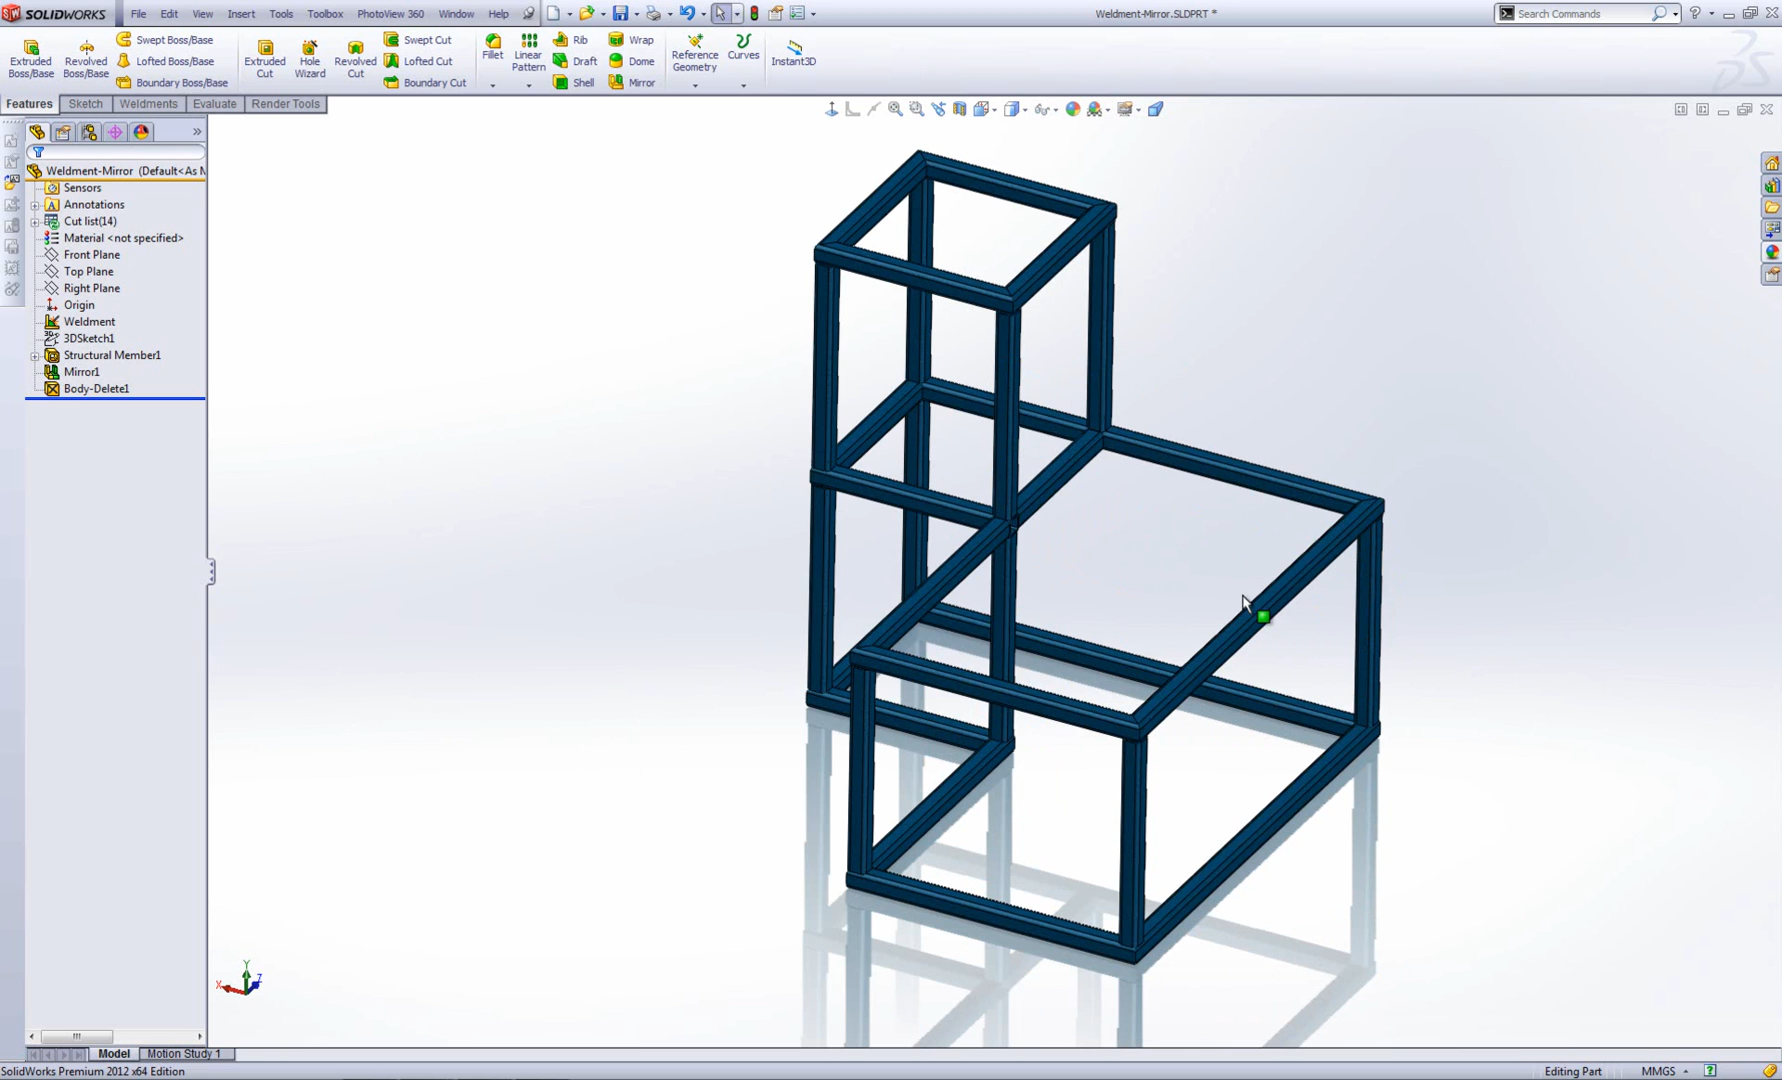 SW SOLIDWORKS File Edit View Insert Tools Toolbox PhotoView 360 Window Help Weldment-Mirror.SLDPRT * Search Commands
Extruded Boss/Base
Revolved Boss/Base
Swept Boss/Base
Lofted Boss/Base
Boundary Boss/Base
Extruded Cut
Hole Wizard
Revolved Cut
Swept Cut
Lofted Cut
Boundary Cut
Fillet
Linear Pattern
Rib
Draft
Shell
Wrap
Dome
Mirror
Reference Geometry
Curves
Instant3D
Features Sketch Weldments Evaluate Render Tools
Weldment-Mirror (Default<As M
Sensors
Annotations
Cut list(14)
Material <not specified>
Front Plane
Top Plane
Right Plane
Origin
Weldment
3DSketch1
Structural Member1
Mirror1
Body-Delete1
Y
X Z
Model Motion Study 1
SolidWorks Premium 2012 x64 Edition Editing Part MMGS